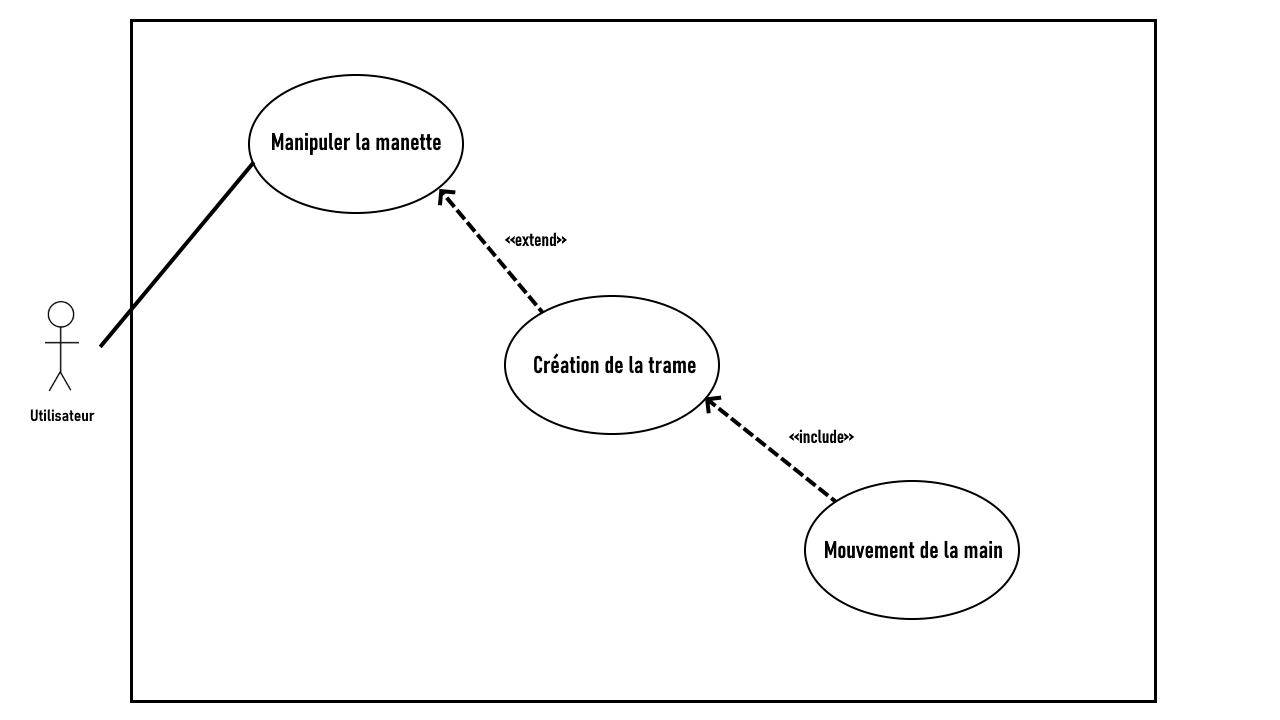 Manipuler la manette
<<extend>>
Création de la trame
Utilisateur
<<include>>
Mouvement de la main